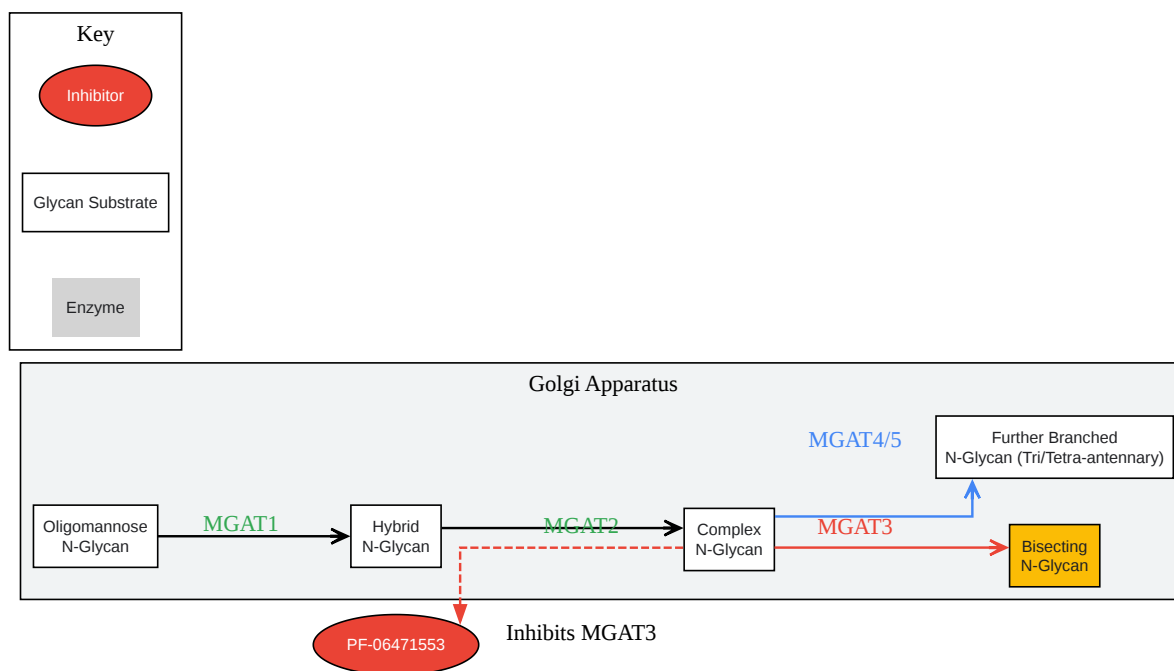 Key
Inhibitor
Glycan Substrate
Enzyme
Golgi Apparatus
MGAT4/5
Further Branched
N-Glycan (Tri/Tetra-antennary)
Oligomannose
N-Glycan
MGAT1
Hybrid
N-Glycan
MGAT2
Complex
N-Glycan
MGAT3
Bisecting
N-Glycan
PF-06471553
Inhibits MGAT3